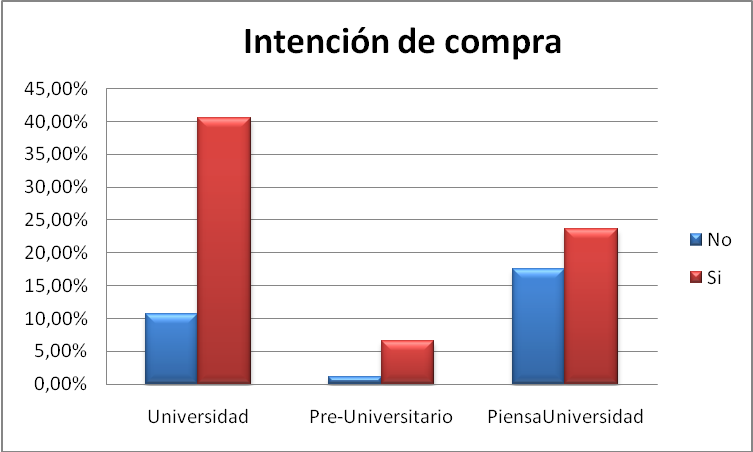 Intención de compra
45,00%
40,00%
35,00%
30,00%
25,00%
20,00%
15,00%
10,00%
5,00%
0,00%
Universidad
Pre-Universitario
PiensaUniversidad
No
Si